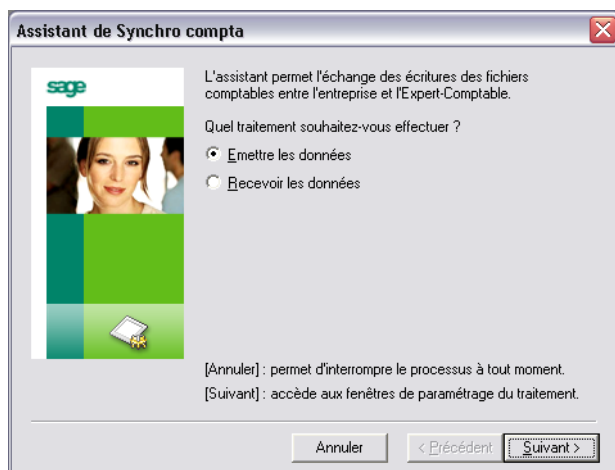 Assistant de Synchro compta
sage
L'assistant permet l'échange des écritures des fichiers
comptables entre l'entreprise et l'Expert-Comptable.
Quel traitement souhaitez-vous effectuer ?
Emettre les données
Recevoir les données
[Annuler] : permet d'interrompre le processus à tout moment.
[Suivant] : accède aux fenêtres de paramétrage du traitement.
Annuler
< Précédent
Suivant >